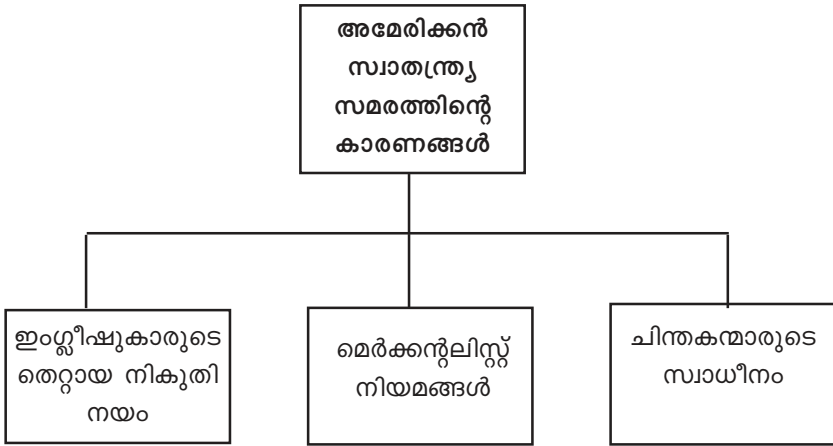 അമേരിക്കൻ
സ്വാതന്ത്ര്യ
സമരത്തിന്റെ
കാരണങ്ങൾ
ഇംഗ്ലീഷുകാരുടെ
തെറ്റായ നികുതി
നയം
മെർക്കന്റലിസ്റ്റ്
നിയമങ്ങൾ
ചിന്തകന്മാരുടെ
സ്വാധീനം